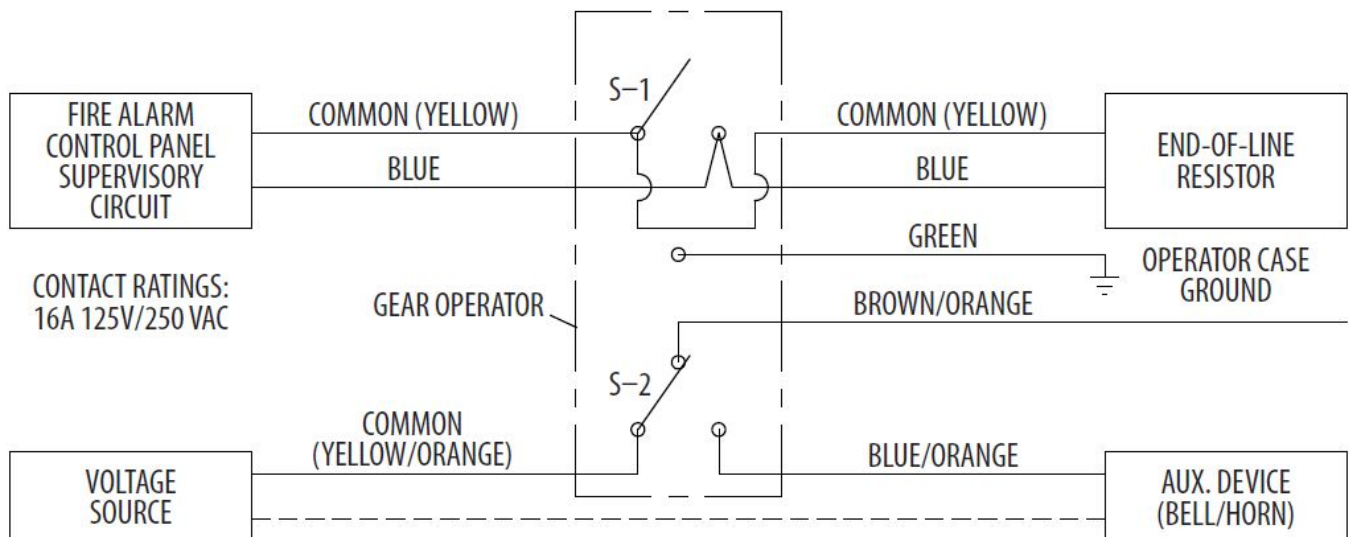 FIRE ALARM
CONTROL PANEL
SUPERVISORY
CIRCUIT
COMMON (YELLOW)
BLUE
S–1
COMMON (YELLOW)
BLUE
END-OF-LINE
RESISTOR
GREEN
OPERATOR CASE
GROUND
CONTACT RATINGS:
16A 125V/250 VAC
GEAR OPERATOR
BROWN/ORANGE
S–2
COMMON
(YELLOW/ORANGE)
BLUE/ORANGE
VOLTAGE
SOURCE
AUX. DEVICE
(BELL/HORN)